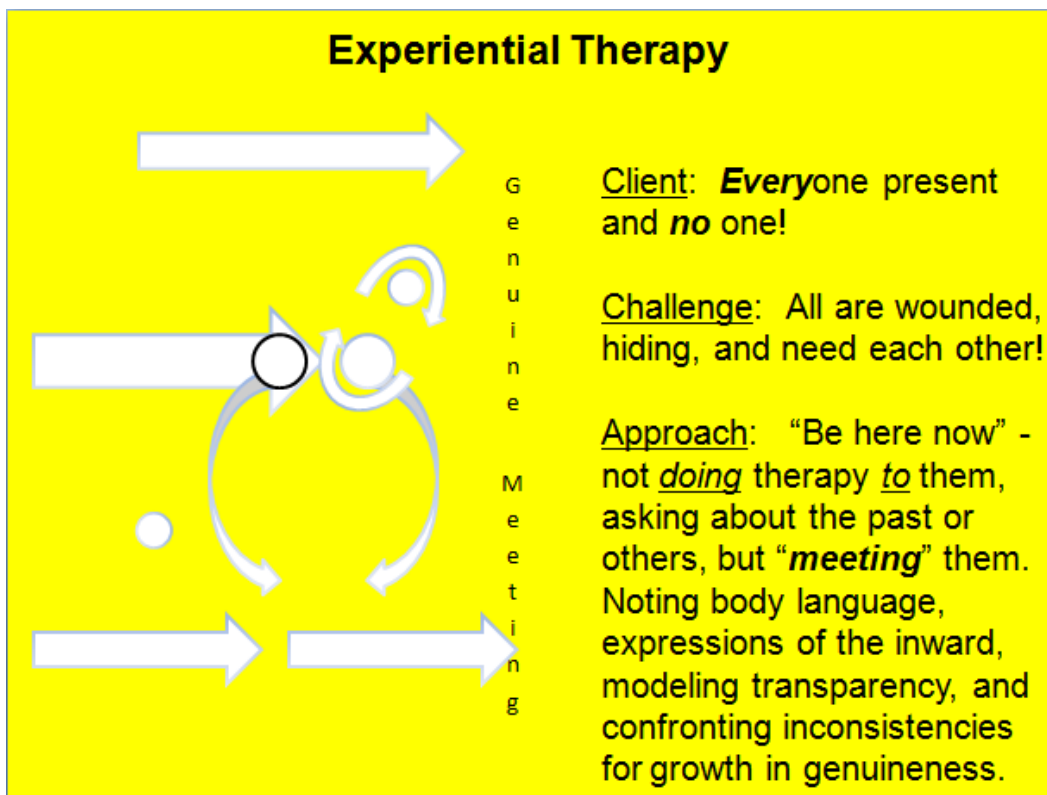 Experiential Therapy
Genuine Meeting
Client: Everyone present
and no one!
Challenge: All are wounded,
hiding, and need each other!
Approach: "Be here now" -
not doing therapy to them,
asking about the past or
others, but "meeting" them.
Noting body language,
expressions of the inward,
modeling transparency, and
confronting inconsistencies
for growth in genuineness.